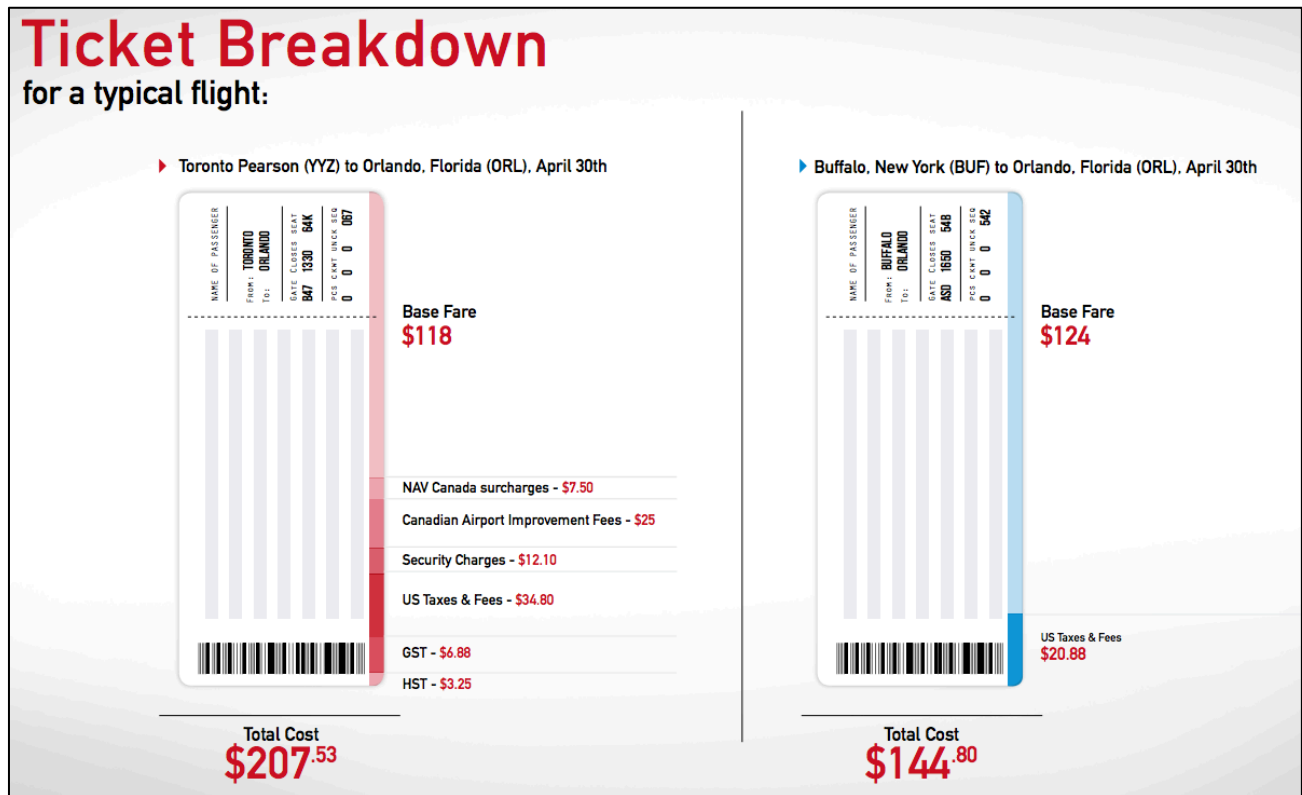 Ticket Breakdown
for a typical flight:
Toronto Pearson (YYZ) to Orlando, Florida (ORL), April 30th
NAME OF PASSENGER
FROM: TORONTO
TO: ORLANDO
GATE CLOSES SEAT
B47 1330 64K
PCS CKWT UNCK SEQ
0 0 0 067
Base Fare
$118
NAV Canada surcharges - $7.50
Canadian Airport Improvement Fees - $25
Security Charges - $12.10
US Taxes & Fees - $34.80
GST - $6.88
HST - $3.25
Total Cost
$207.53
Buffalo, New York (BUF) to Orlando, Florida (ORL), April 30th
NAME OF PASSENGER
FROM: BUFFALO
TO: ORLANDO
GATE CLOSES SEAT
ASD 1650 54B
PCS CKWT UNCK SEQ
0 0 0 542
Base Fare
$124
US Taxes & Fees
$20.88
Total Cost
$144.80